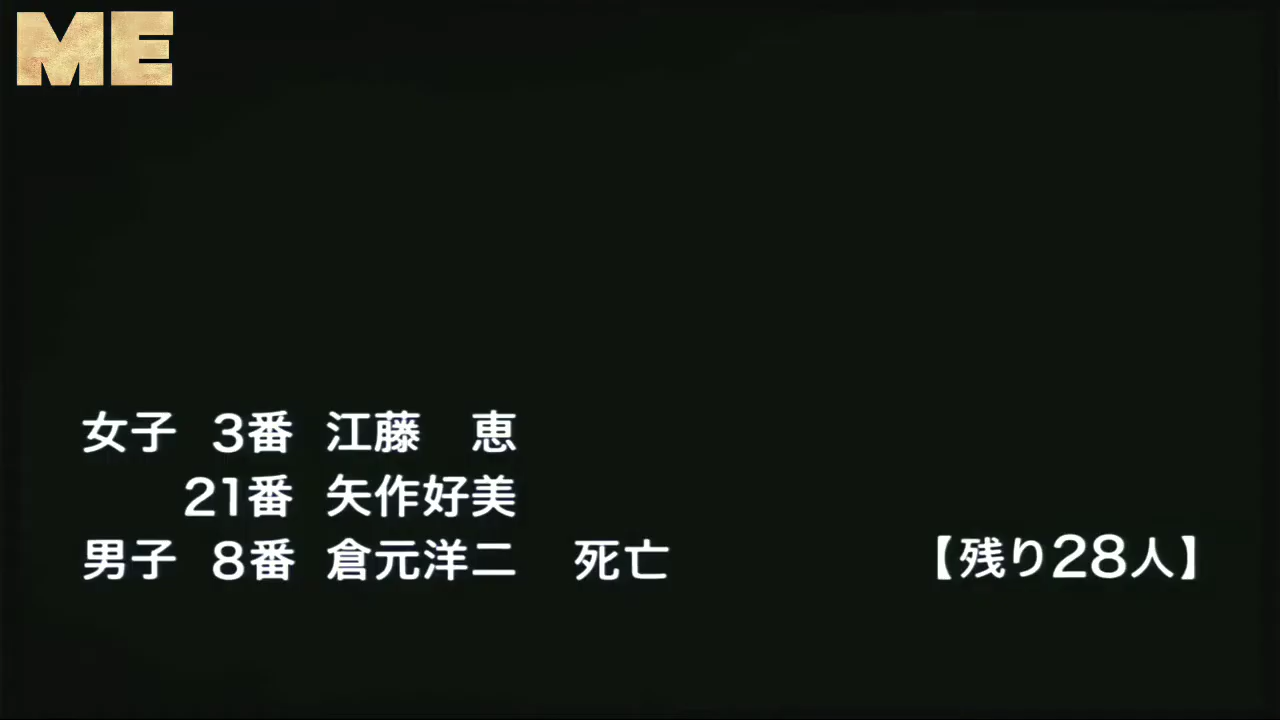 ME
女子 3番 江藤 恵
21番 矢作好美
男子 8番 倉元洋二 死亡 【残り28人】